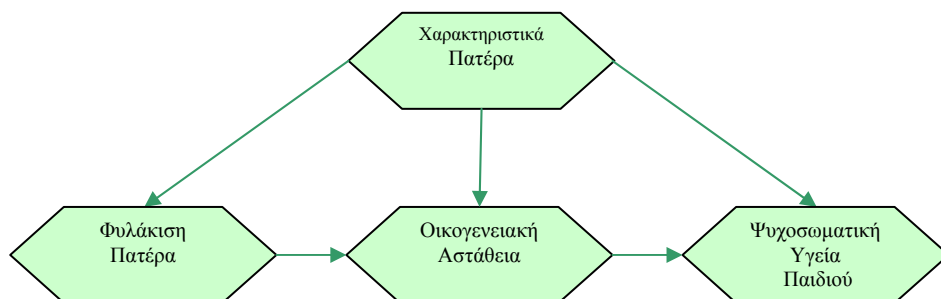 Χαρακτηριστικά
Πατέρα
Φυλάκιση
Πατέρα
Οικογενειακή
Αστάθεια
Ψυχοσωματική
Υγεία
Παιδιού